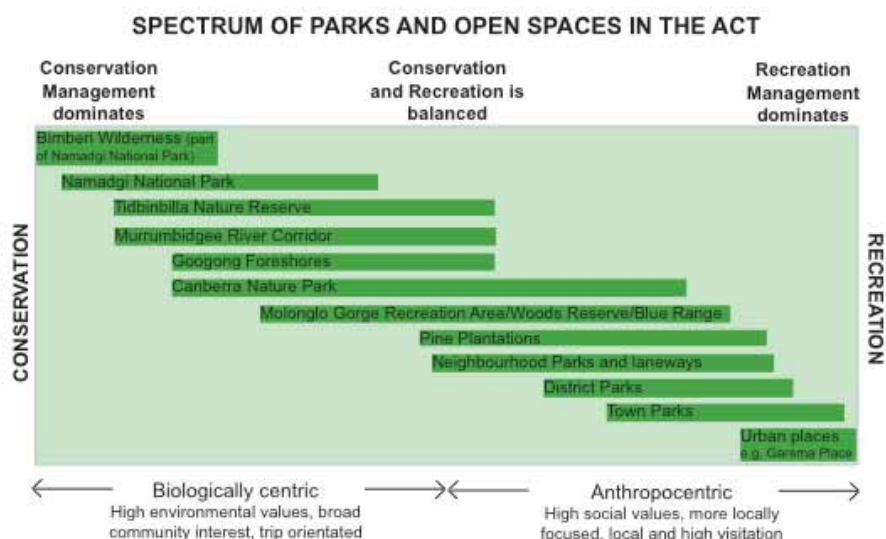 SPECTRUM OF PARKS AND OPEN SPACES IN THE ACT
Conservation
Management
dominates
Conservation
and Recreation is
balanced
Recreation
Management
dominates
CONSERVATION
Bimberi Wilderness (part
of Namadgi National Park)
Namadgi National Park
Tidbinbilla Nature Reserve
Murrumbidgee River Corridor
Googong Foreshores
Canberra Nature Park
Molonglo Gorge Recreation Area/Woods Reserve/Blue Range
Pine Plantations
Neighbourhood Parks and laneways
District Parks
Town Parks
Urban places
e.g. Garema Place
RECREATION
Biologically centric
High environmental values, broad
community interest, trip orientated
Anthropocentric
High social values, more locally
focused, local and high visitation